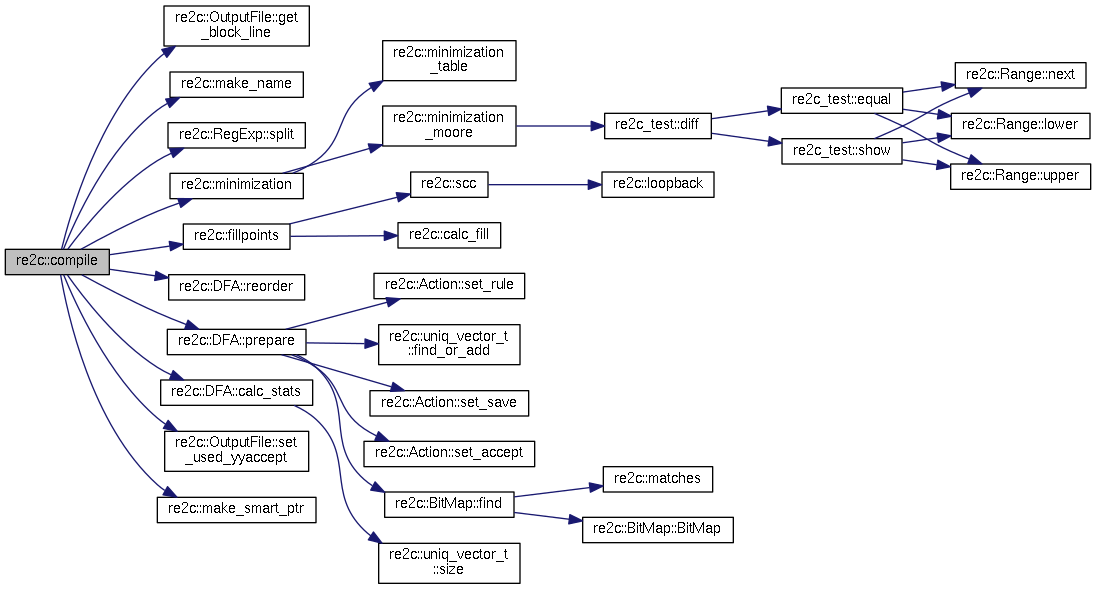 re2c::compile
re2c::OutputFile::get
_block_line
re2c::make_name
re2c::RegExp::split
re2c::minimization
re2c::fillpoints
re2c::DFA::reorder
re2c::DFA::prepare
re2c::DFA::calc_stats
re2c::OutputFile::set
_used_yyaccept
re2c::make_smart_ptr
re2c::minimization
_table
re2c::minimization
_moore
re2c::scc
re2c::calc_fill
re2c::Action::set_rule
re2c::uniq_vector_t
::find_or_add
re2c::Action::set_save
re2c::Action::set_accept
re2c::BitMap::find
re2c::uniq_vector_t
::size
re2c_test::diff
re2c::loopback
re2c::matches
re2c::BitMap::BitMap
re2c_test::equal
re2c_test::show
re2c::Range::next
re2c::Range::lower
re2c::Range::upper